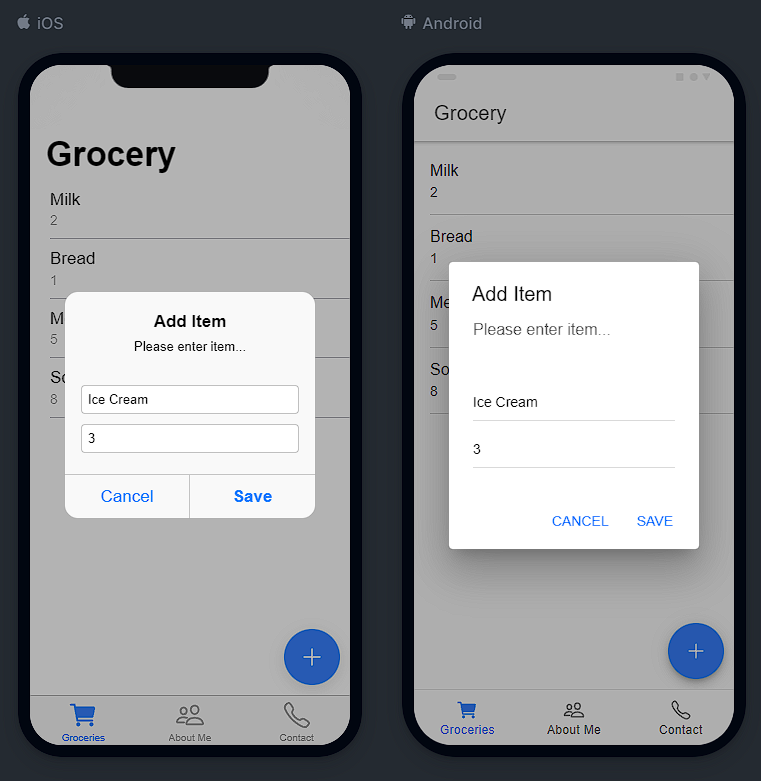 iOS
Grocery
Milk
2
Bread
1
M
5
So
8
Add Item
Please enter item...
Ice Cream
3
Cancel
Save
Groceries
About Me
Contact
Android
Grocery
Milk
2
Bread
1
Me
5
So
8
Add Item
Please enter item...
Ice Cream
3
CANCEL
SAVE
Groceries
About Me
Contact